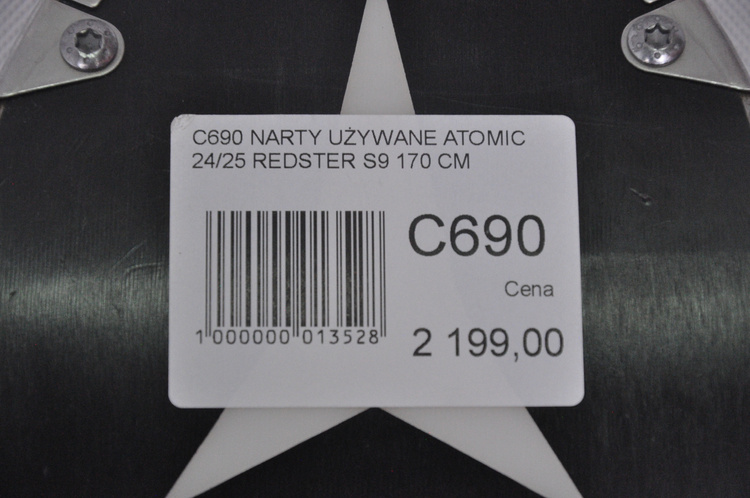 C690 NARTY UŻYWANE ATOMIC
24/25 REDSTER S9 170 CM
C690
Cena
2 199,00
1 000000 013528